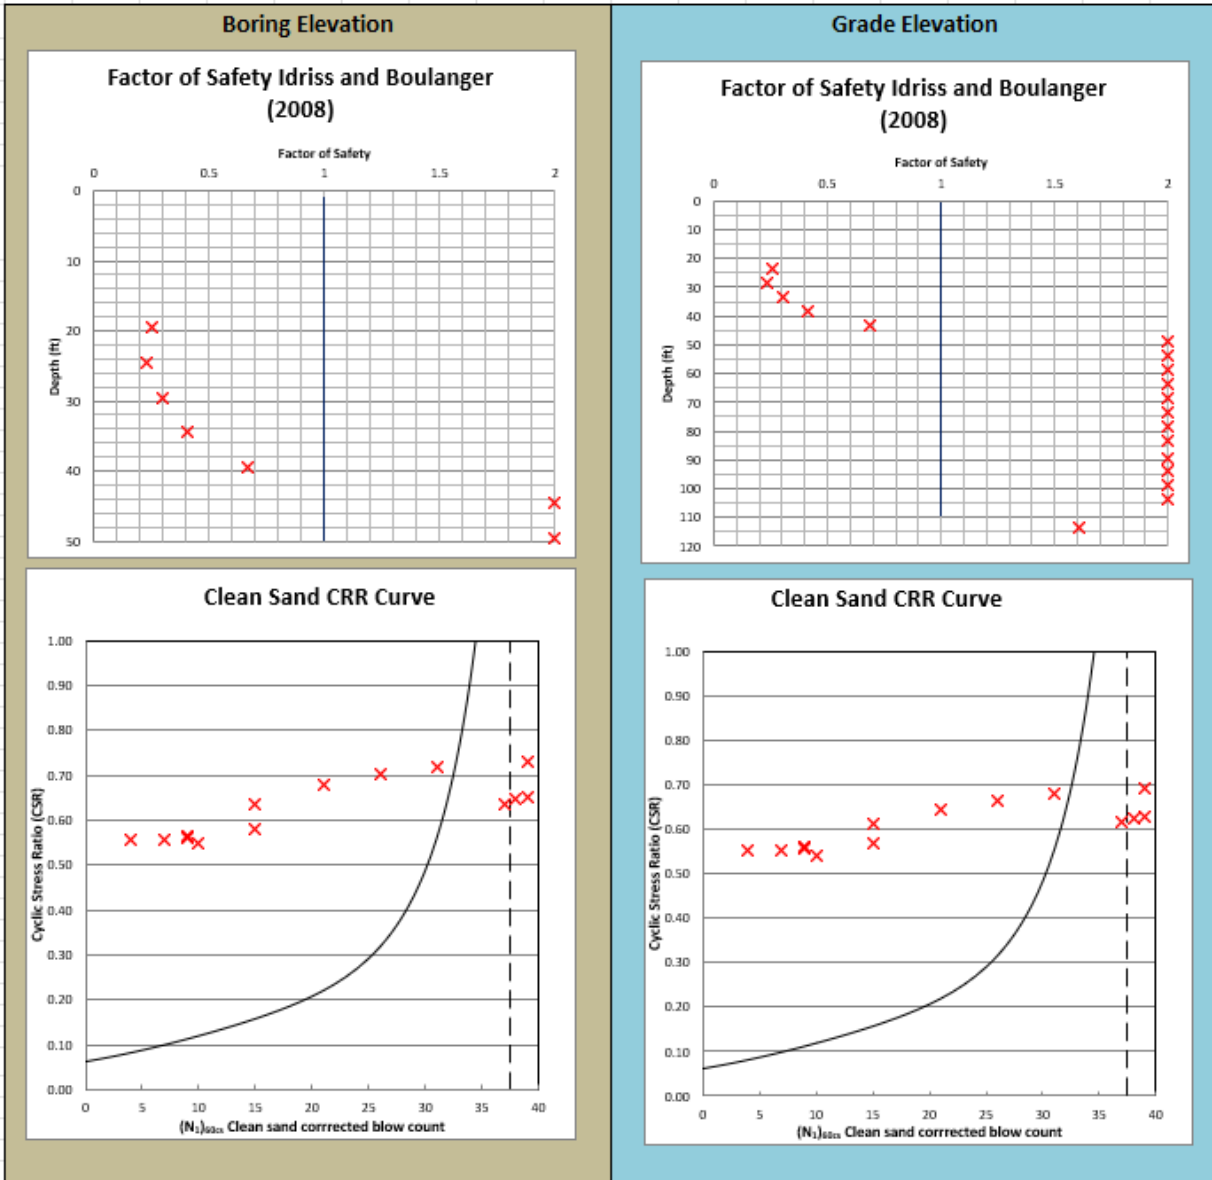 Boring Elevation
Factor of Safety Idriss and Boulanger
(2008)
Factor of Safety
0 0.5 1 1.5 2
0
10
20
30
40
50
Depth (ft)
Clean Sand CRR Curve
1.00
0.90
0.80
0.70
0.60
0.50
0.40
0.30
0.20
0.10
0.00
Cyclic Stress Ratio (CSR)
0 5 10 15 20 25 30 35 40
(N₁)₆₀cs Clean sand corrrected blow count
Grade Elevation
Factor of Safety Idriss and Boulanger
(2008)
Factor of Safety
0 0.5 1 1.5 2
0
10
20
30
40
50
60
70
80
90
100
110
120
Depth (ft)
Clean Sand CRR Curve
1.00
0.90
0.80
0.70
0.60
0.50
0.40
0.30
0.20
0.10
0.00
Cyclic Stress Ratio (CSR)
0 5 10 15 20 25 30 35 40
(N₁)₆₀cs Clean sand corrrected blow count